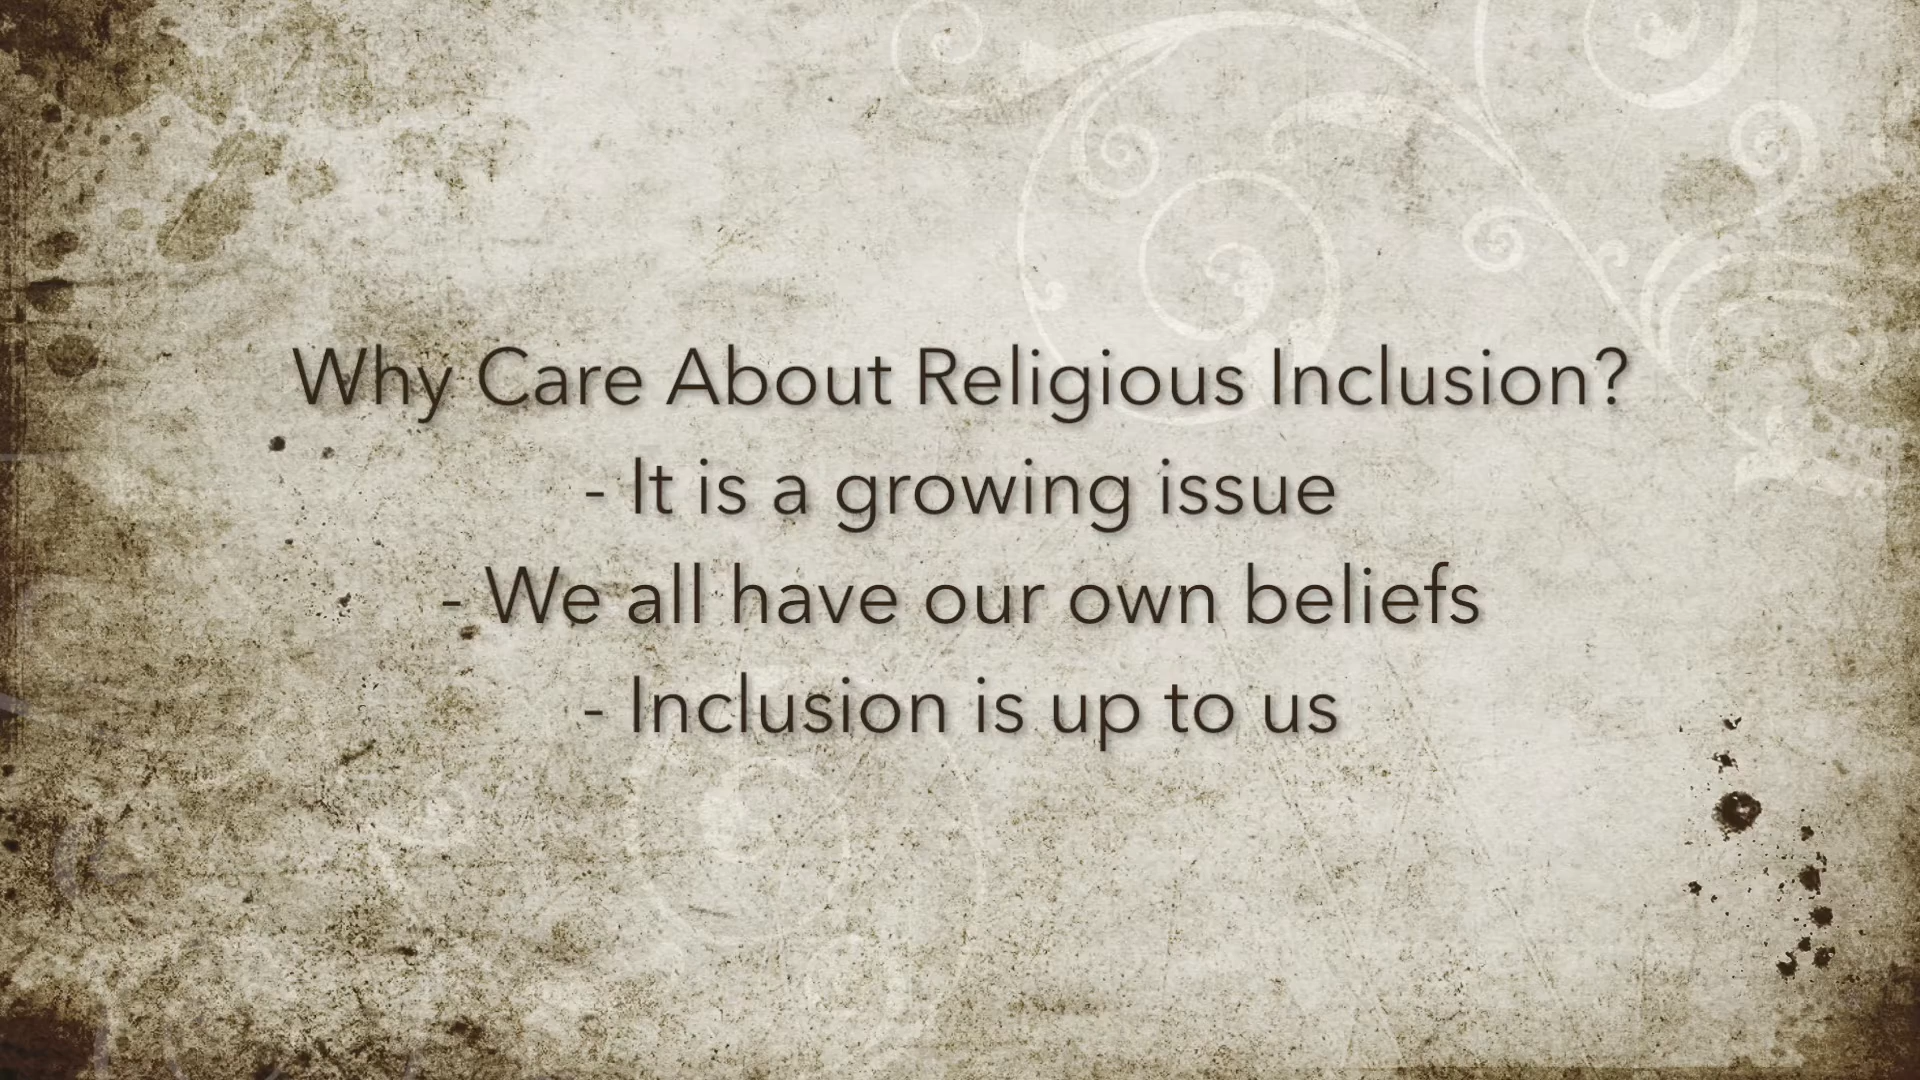 Why Care About Religious Inclusion?
- It is a growing issue
- We all have our own beliefs
- Inclusion is up to us